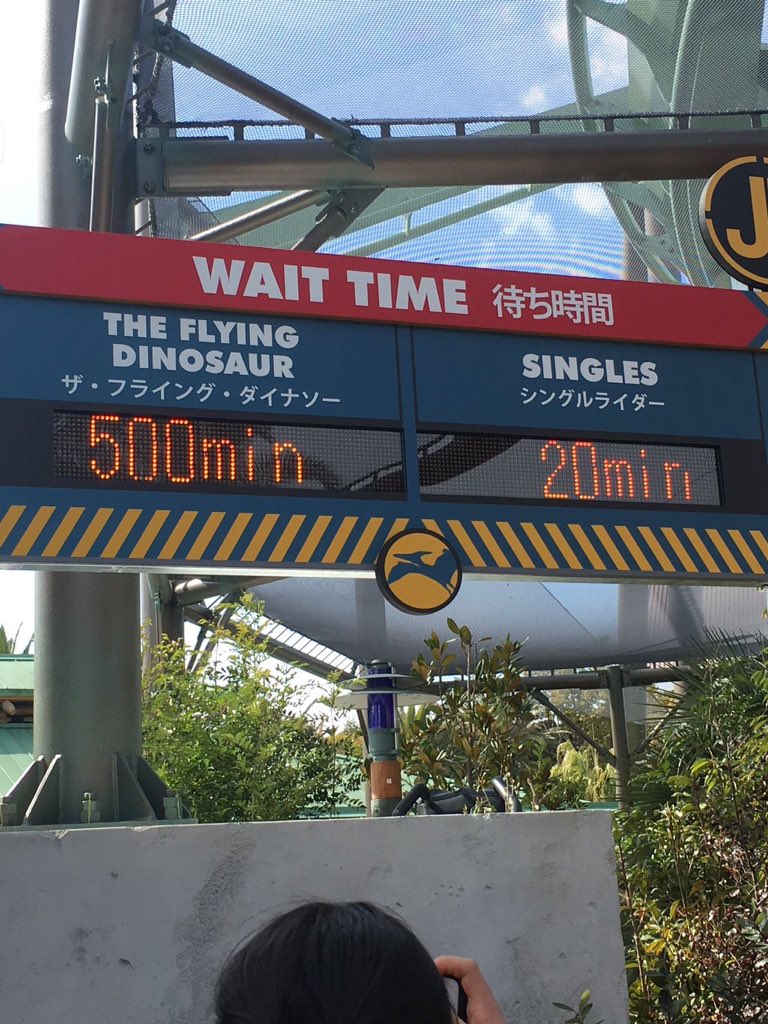 WAIT TIME 待ち時間
THE FLYING
DINOSAUR
ザ・フライング・ダイナソー
500min
SINGLES
シングルライダー
20min